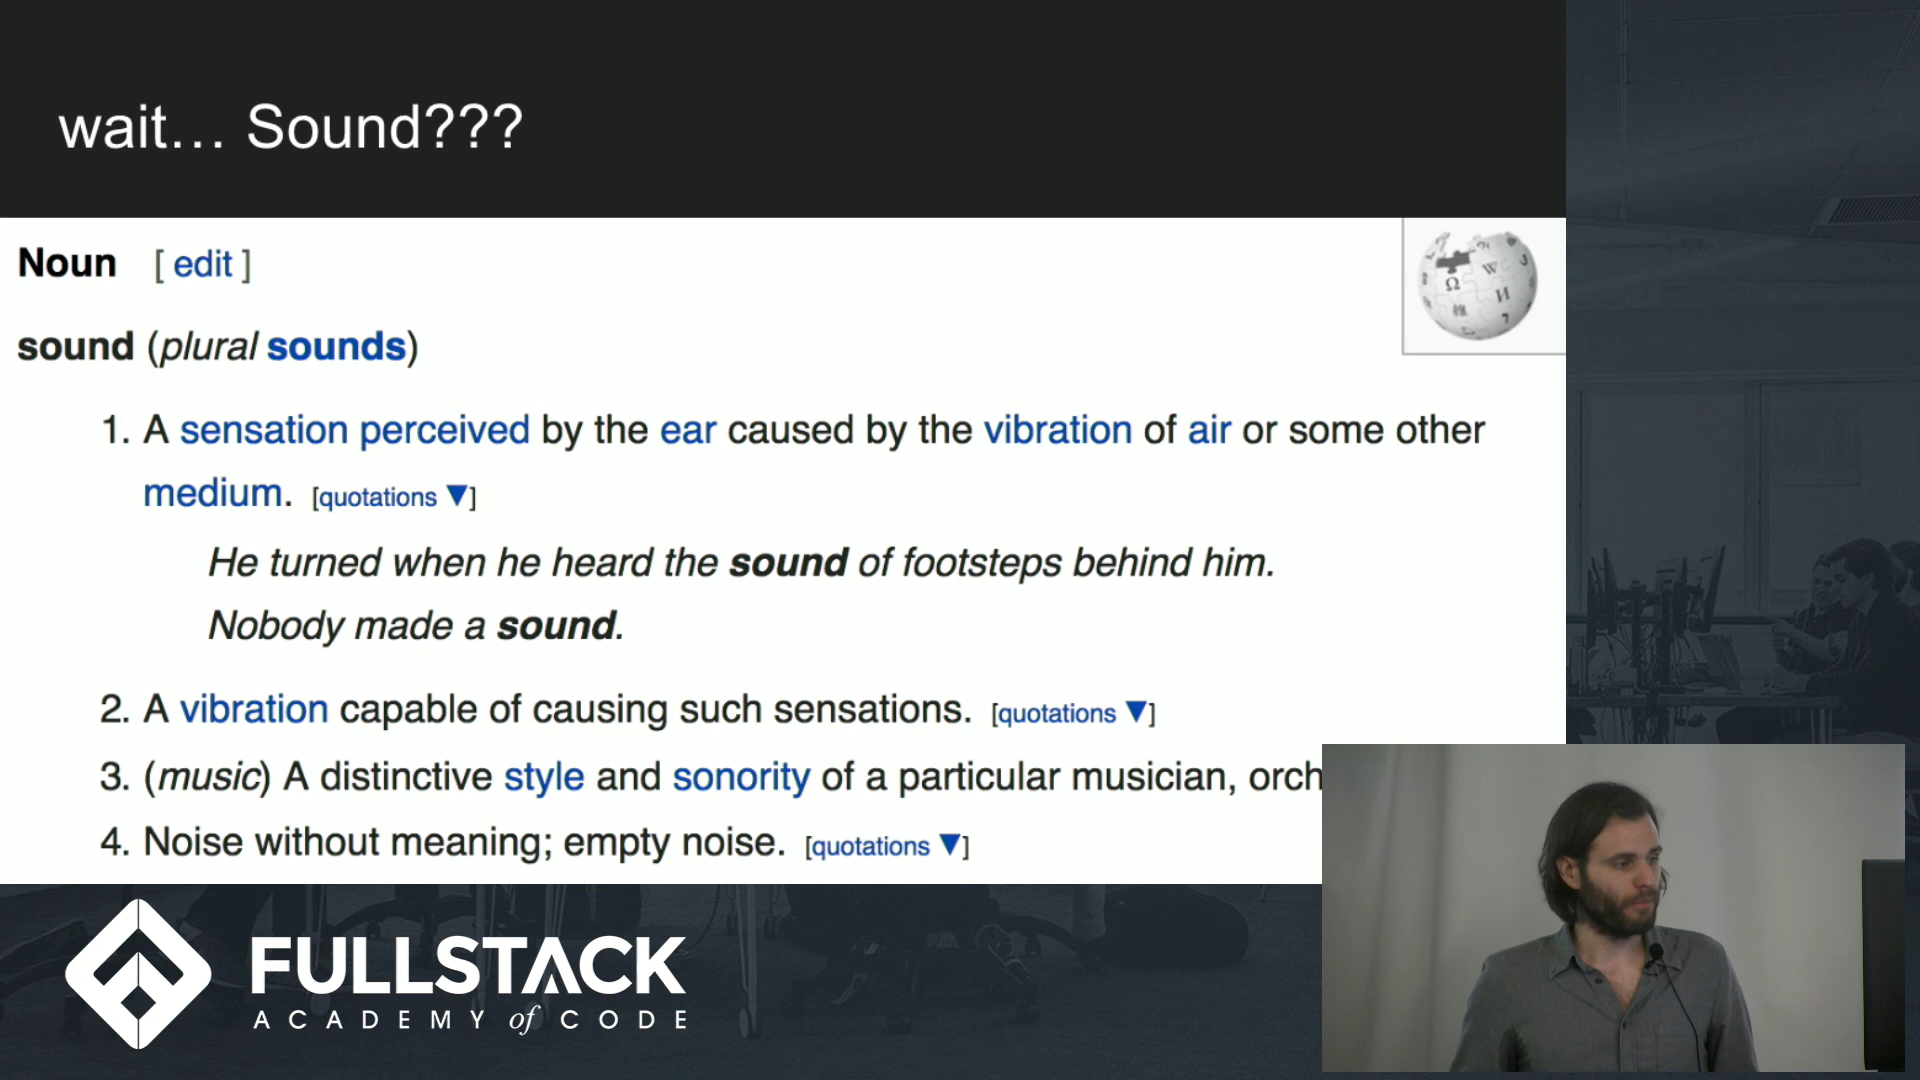 wait… Sound???
Noun [ edit ]
sound (plural sounds)
1. A sensation perceived by the ear caused by the vibration of air or some other
medium. [quotations ▼]
He turned when he heard the sound of footsteps behind him.
Nobody made a sound.
2. A vibration capable of causing such sensations. [quotations ▼]
3. (music) A distinctive style and sonority of a particular musician, orch
4. Noise without meaning; empty noise. [quotations ▼]
FULLSTACK
ACADEMY of CODE